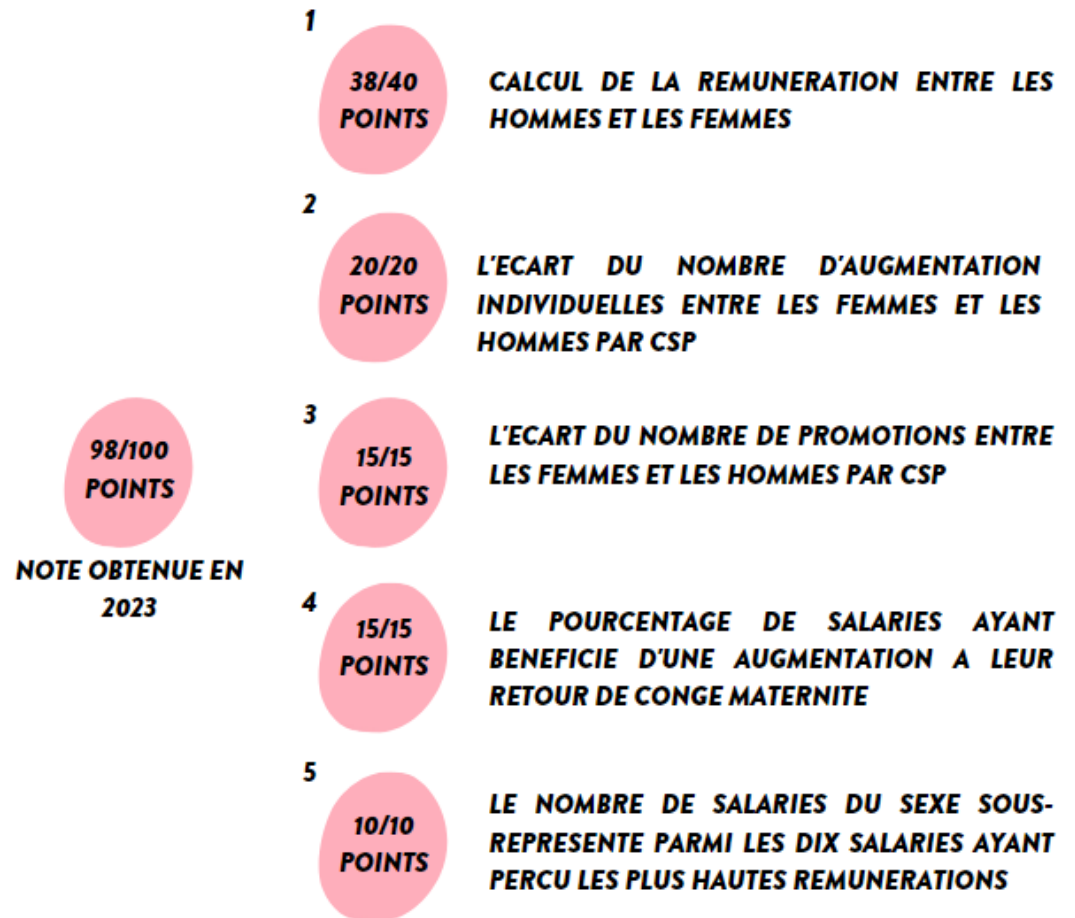 1
38/40
POINTS
CALCUL DE LA REMUNERATION ENTRE LES
HOMMES ET LES FEMMES
2
20/20
POINTS
L'ECART DU NOMBRE D'AUGMENTATION
INDIVIDUELLES ENTRE LES FEMMES ET LES
HOMMES PAR CSP
98/100
POINTS
NOTE OBTENUE EN
2023
3
15/15
POINTS
L'ECART DU NOMBRE DE PROMOTIONS ENTRE
LES FEMMES ET LES HOMMES PAR CSP
4
15/15
POINTS
LE POURCENTAGE DE SALARIES AYANT
BENEFICIE D'UNE AUGMENTATION A LEUR
RETOUR DE CONGE MATERNITE
5
10/10
POINTS
LE NOMBRE DE SALARIES DU SEXE SOUS-
REPRESENTE PARMI LES DIX SALARIES AYANT
PERCU LES PLUS HAUTES REMUNERATIONS